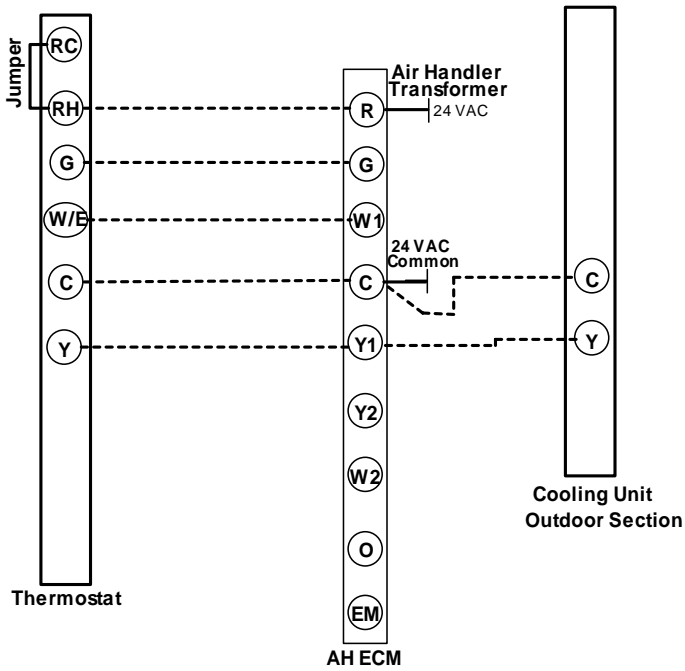 Jumper
RC
RH
G
W/E
C
Y
Thermostat
Air Handler
Transformer
24 VAC
R
G
W1
24 VAC
Common
C
Y1
Y2
W2
O
EM
AH ECM
C
Y
Cooling Unit
Outdoor Section